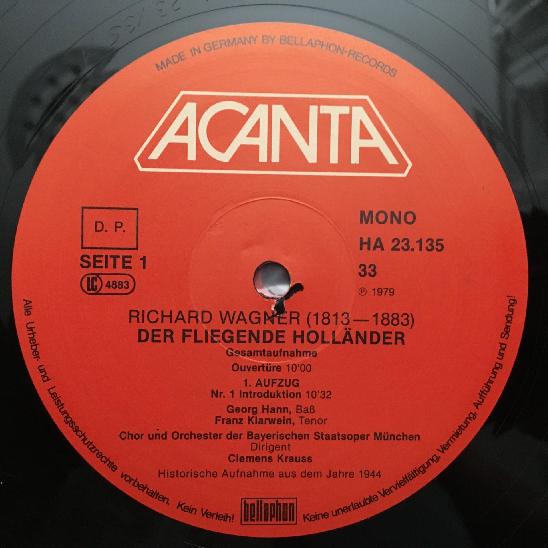 MADE IN GERMANY BY BELLAPHON-RECORDS
ACANTA
D. P.
SEITE 1
LC 4883
MONO
HA 23.135
33
℗ 1979
RICHARD WAGNER (1813—1883)
DER FLIEGENDE HOLLÄNDER
Gesamtaufnahme
Ouvertüre 10'00
1. AUFZUG
Nr. 1 Introduktion 10'32
Georg Hann, Baß
Franz Klarwein, Tenor
Chor und Orchester der Bayerischen Staatsoper München
Dirigent
Clemens Krauss
Historische Aufnahme aus dem Jahre 1944
Alle Urheber- und Leistungsschutzrechte vorbehalten. Kein Verleih!
bellaphon
Keine unerlaubte Vervielfältigung, Vermietung, Aufführung und Sendung!